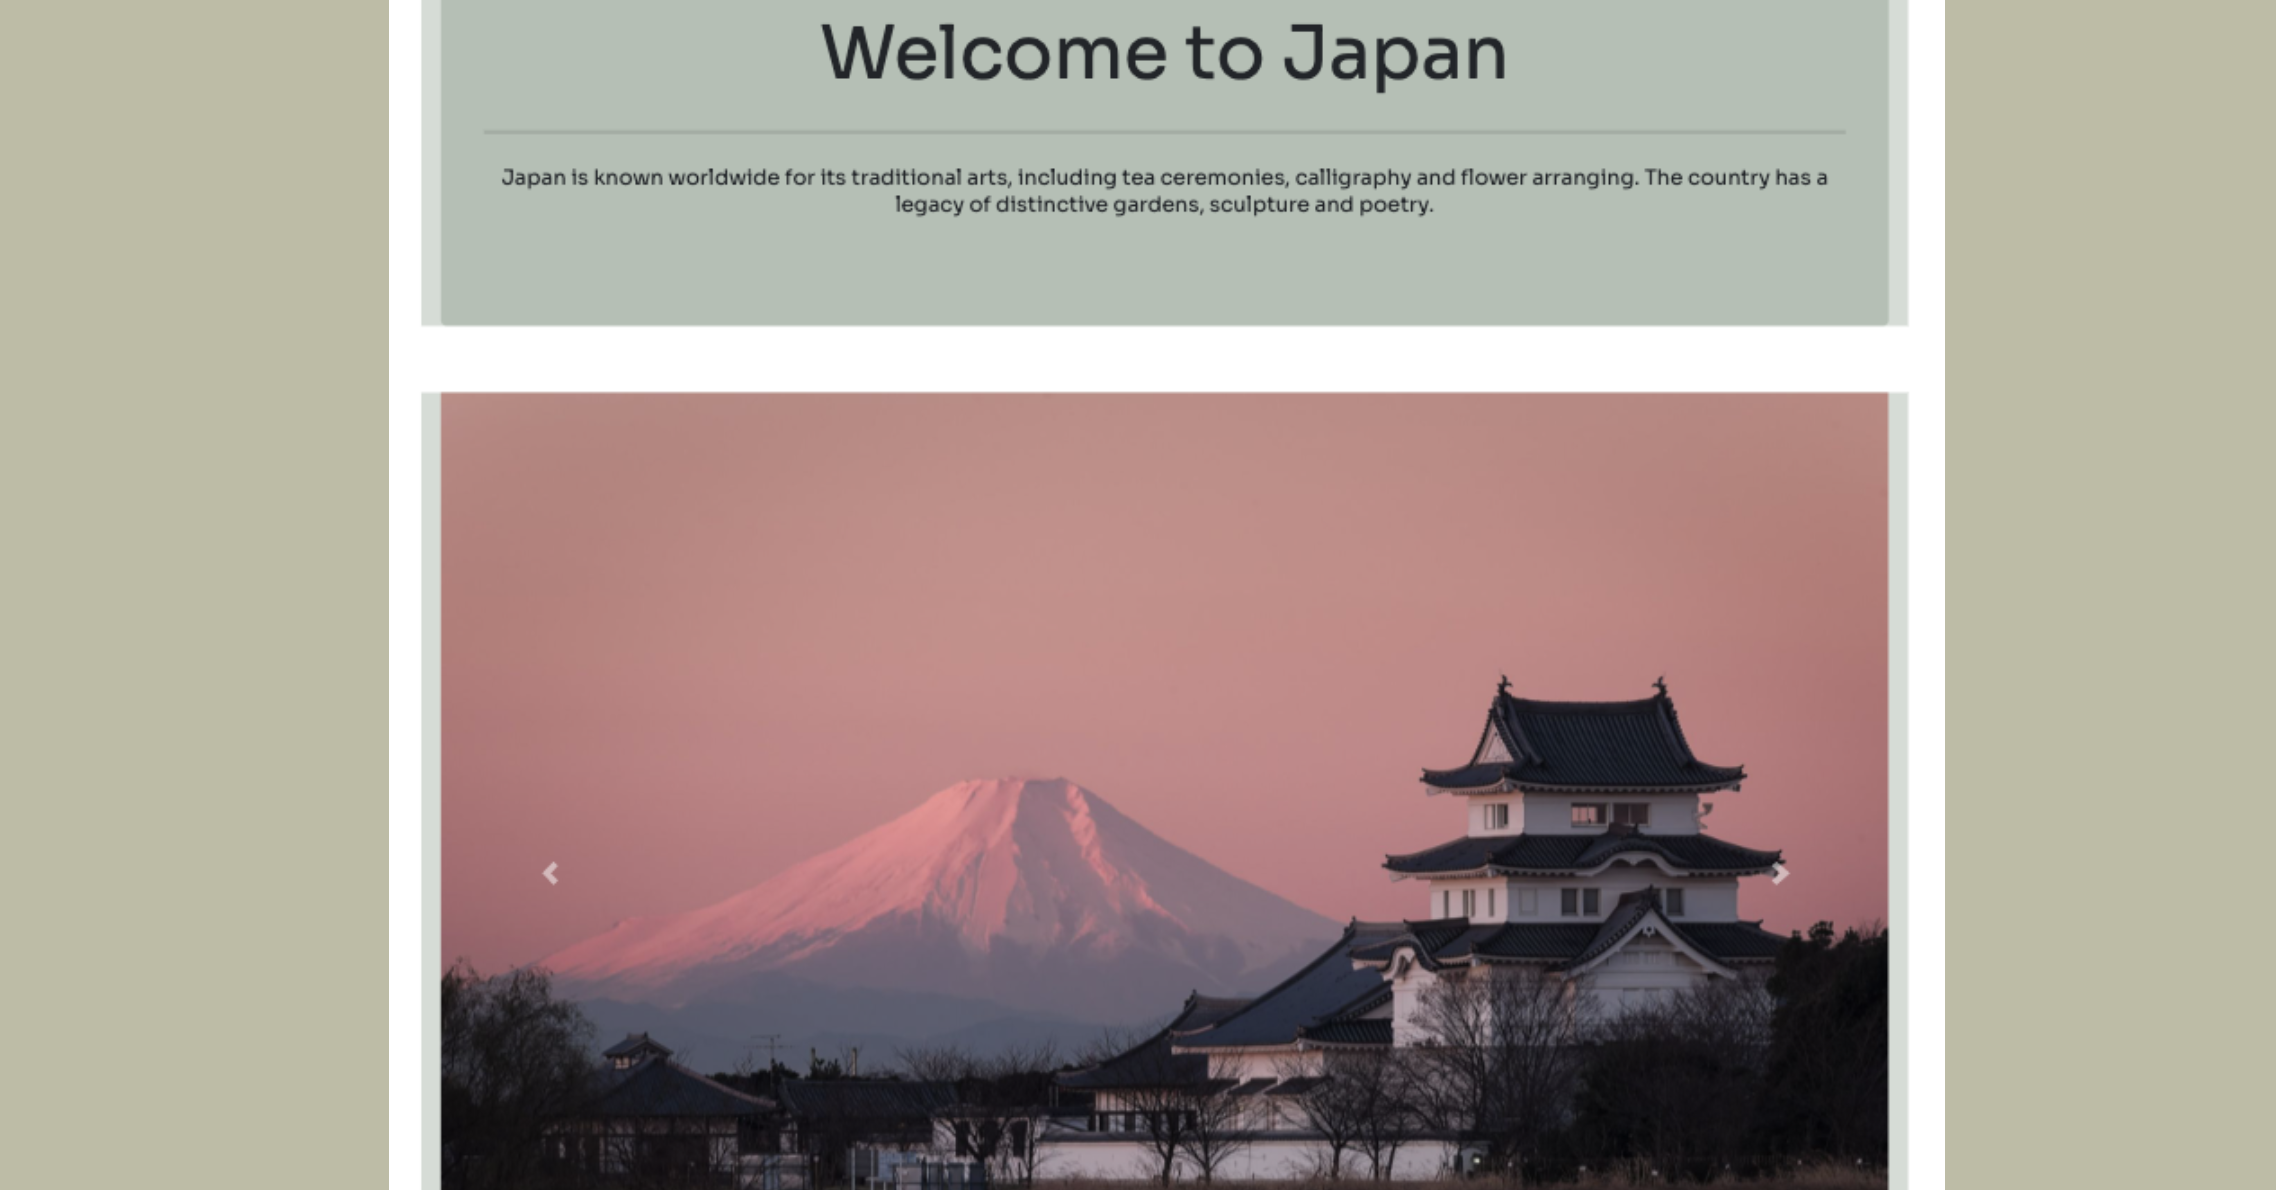 Welcome to Japan
Japan is known worldwide for its traditional arts, including tea ceremonies, calligraphy and flower arranging. The country has a
legacy of distinctive gardens, sculpture and poetry.